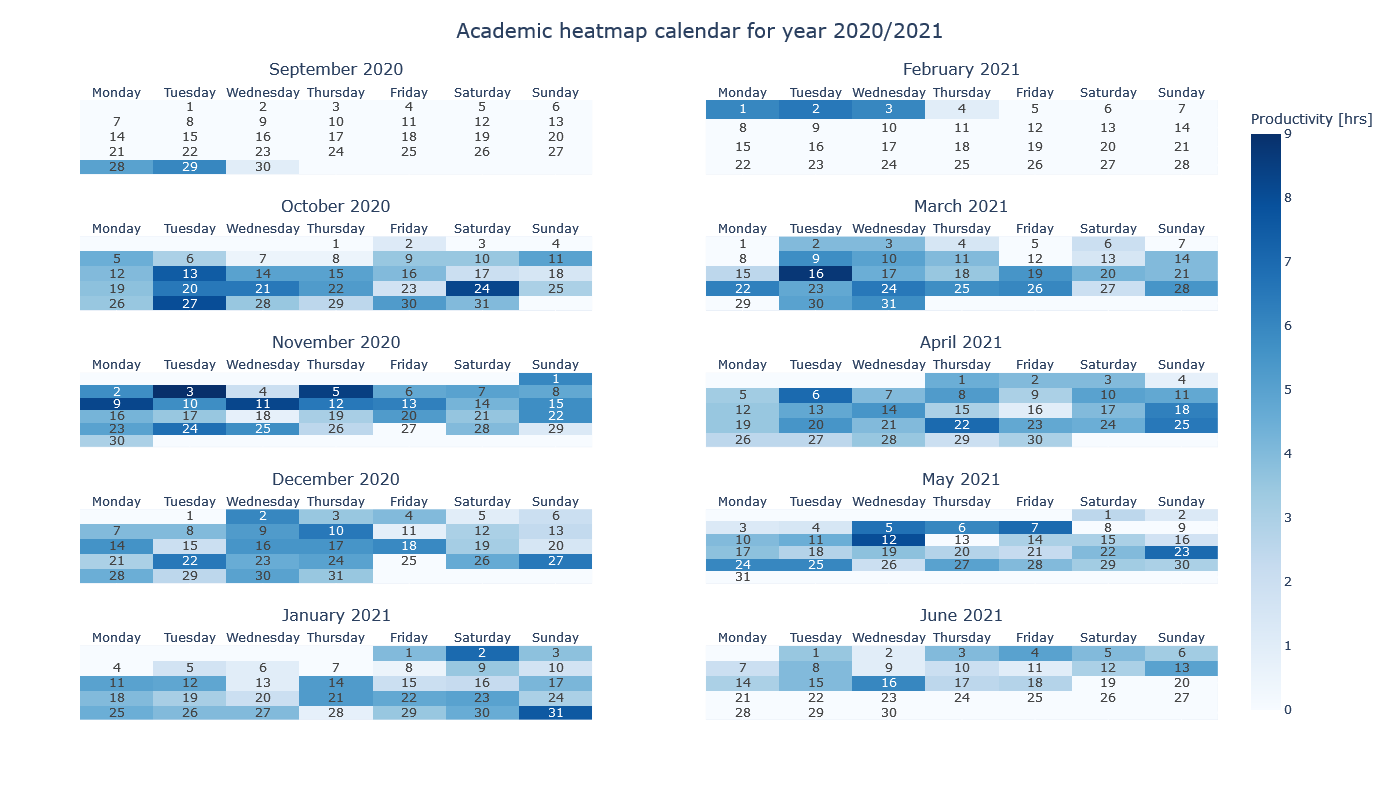 Academic heatmap calendar for year 2020/2021
September 2020
Monday Tuesday Wednesday Thursday Friday Saturday Sunday
1 2 3 4 5 6
7 8 9 10 11 12 13
14 15 16 17 18 19 20
21 22 23 24 25 26 27
28 29 30
October 2020
Monday Tuesday Wednesday Thursday Friday Saturday Sunday
1 2 3 4
5 6 7 8 9 10 11
12 13 14 15 16 17 18
19 20 21 22 23 24 25
26 27 28 29 30 31
November 2020
Monday Tuesday Wednesday Thursday Friday Saturday Sunday
1
2 3 4 5 6 7 8
9 10 11 12 13 14 15
16 17 18 19 20 21 22
23 24 25 26 27 28 29
30
December 2020
Monday Tuesday Wednesday Thursday Friday Saturday Sunday
1 2 3 4 5 6
7 8 9 10 11 12 13
14 15 16 17 18 19 20
21 22 23 24 25 26 27
28 29 30 31
January 2021
Monday Tuesday Wednesday Thursday Friday Saturday Sunday
1 2 3
4 5 6 7 8 9 10
11 12 13 14 15 16 17
18 19 20 21 22 23 24
25 26 27 28 29 30 31
February 2021
Monday Tuesday Wednesday Thursday Friday Saturday Sunday
1 2 3 4 5 6 7
8 9 10 11 12 13 14
15 16 17 18 19 20 21
22 23 24 25 26 27 28
March 2021
Monday Tuesday Wednesday Thursday Friday Saturday Sunday
1 2 3 4 5 6 7
8 9 10 11 12 13 14
15 16 17 18 19 20 21
22 23 24 25 26 27 28
29 30 31
April 2021
Monday Tuesday Wednesday Thursday Friday Saturday Sunday
1 2 3 4
5 6 7 8 9 10 11
12 13 14 15 16 17 18
19 20 21 22 23 24 25
26 27 28 29 30
May 2021
Monday Tuesday Wednesday Thursday Friday Saturday Sunday
1 2
3 4 5 6 7 8 9
10 11 12 13 14 15 16
17 18 19 20 21 22 23
24 25 26 27 28 29 30
31
June 2021
Monday Tuesday Wednesday Thursday Friday Saturday Sunday
1 2 3 4 5 6
7 8 9 10 11 12 13
14 15 16 17 18 19 20
21 22 23 24 25 26 27
28 29 30
Productivity [hrs]
9
8
7
6
5
4
3
2
1
0